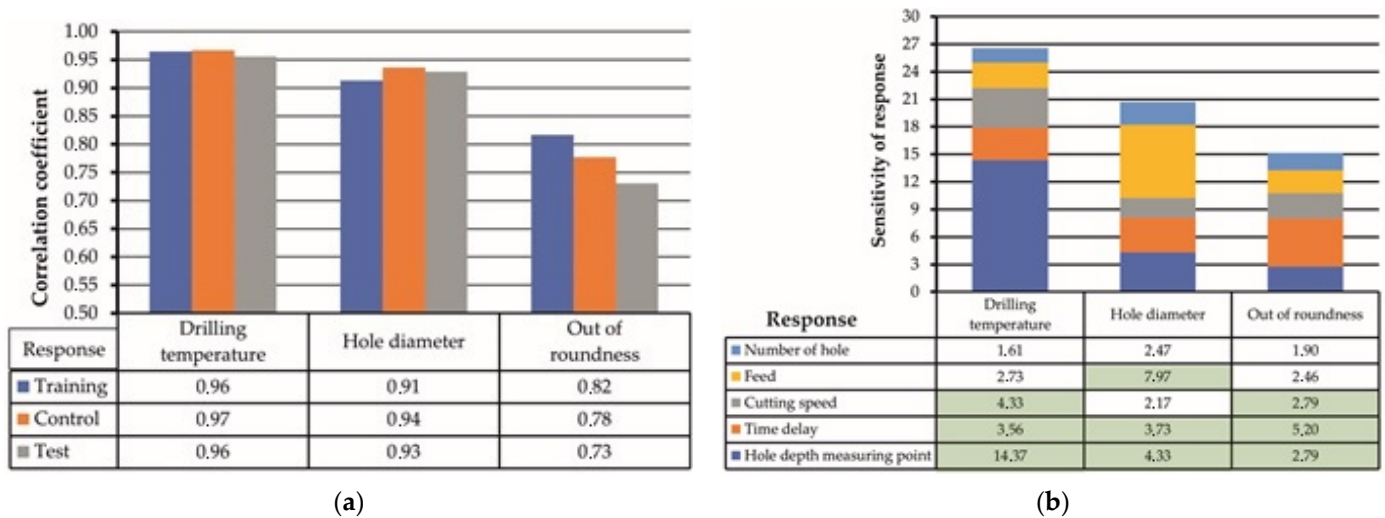 1.00
0.95
0.90
0.85
0.80
0.75
0.70
0.65
0.60
0.55
0.50
Correlation coefficient
Response Drilling temperature Hole diameter Out of roundness
Training 0.96 0.91 0.82
Control 0.97 0.94 0.78
Test 0.96 0.93 0.73
(a)
30
27
24
21
18
15
12
9
6
3
0
Sensitivity of response
Response Drilling temperature Hole diameter Out of roundness
Number of hole 1.61 2.47 1.90
Feed 2.73 7.97 2.46
Cutting speed 4.33 2.17 2.79
Time delay 3.56 3.73 5.20
Hole depth measuring point 14.37 4.33 2.79
(b)